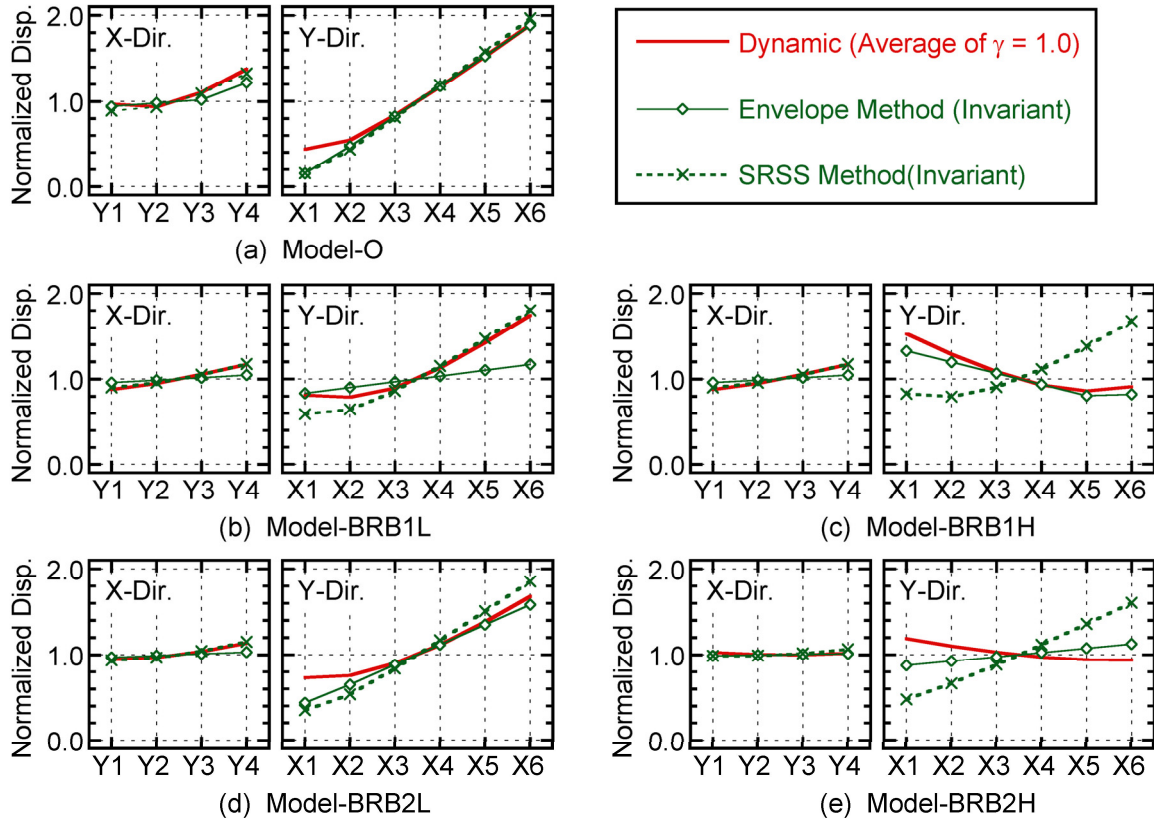 Normalized Disp.
2.0
1.0
0.0
X-Dir.
Y1 Y2 Y3 Y4
Y-Dir.
X1 X2 X3 X4 X5 X6
(a) Model-O
Dynamic (Average of γ = 1.0)
Envelope Method (Invariant)
SRSS Method(Invariant)
Normalized Disp.
2.0
1.0
0.0
X-Dir.
Y1 Y2 Y3 Y4
Y-Dir.
X1 X2 X3 X4 X5 X6
(b) Model-BRB1L
Normalized Disp.
2.0
1.0
0.0
X-Dir.
Y1 Y2 Y3 Y4
Y-Dir.
X1 X2 X3 X4 X5 X6
(c) Model-BRB1H
Normalized Disp.
2.0
1.0
0.0
X-Dir.
Y1 Y2 Y3 Y4
Y-Dir.
X1 X2 X3 X4 X5 X6
(d) Model-BRB2L
Normalized Disp.
2.0
1.0
0.0
X-Dir.
Y1 Y2 Y3 Y4
Y-Dir.
X1 X2 X3 X4 X5 X6
(e) Model-BRB2H